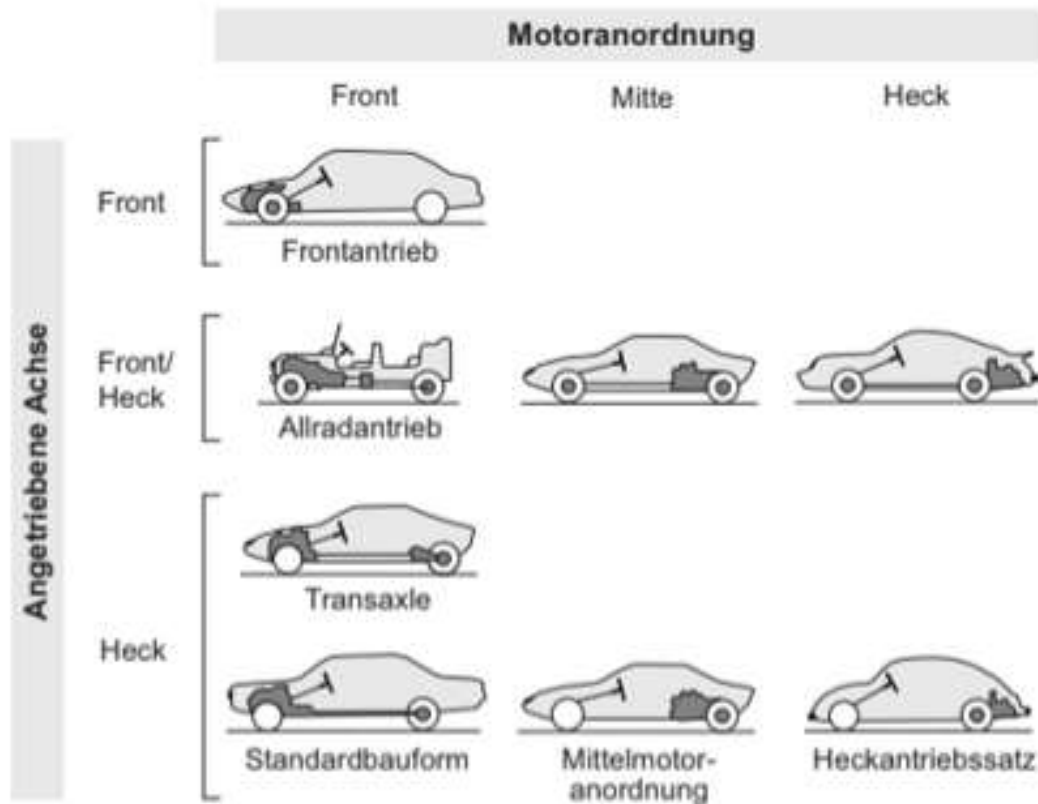 Motoranordnung
Front Mitte Heck
Angetriebene Achse
Front
Frontantrieb
Front/
Heck
Allradantrieb
Heck
Transaxle
Standardbauform
Mittelmotor-
anordnung
Heckantriebssatz